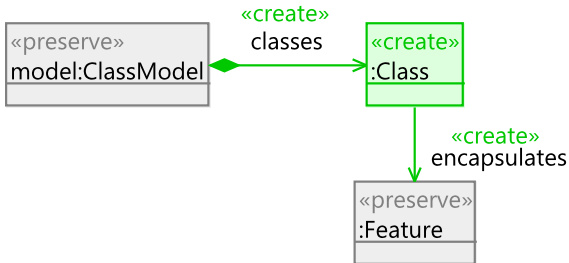 «create»
classes
«preserve»
model:ClassModel
«create»
:Class
«create»
encapsulates
«preserve»
:Feature